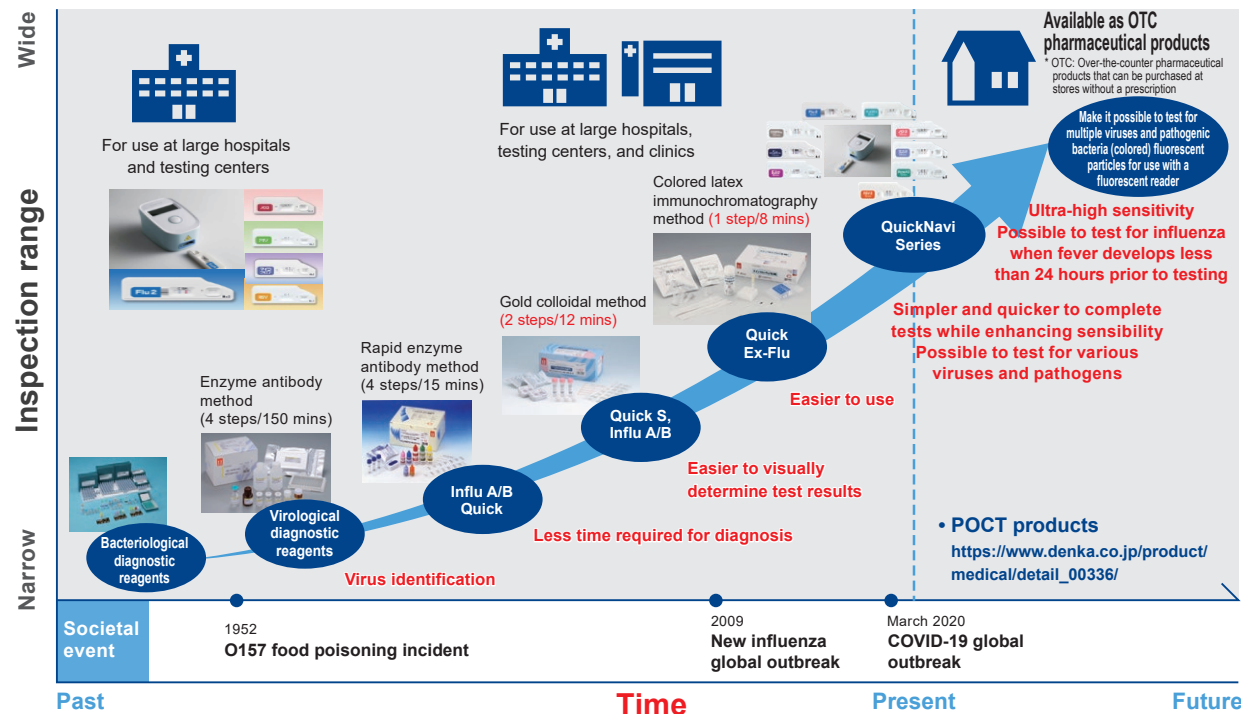 Inspection range
Wide
Narrow
For use at large hospitals
and testing centers
Flu2
For use at large hospitals,
testing centers, and clinics
Available as OTC
pharmaceutical products
* OTC: Over-the-counter pharmaceutical
products that can be purchased at
stores without a prescription
Make it possible to test for
multiple viruses and pathogenic
bacteria (colored) fluorescent
particles for use with a
fluorescent reader
Colored latex
immunochromatography
method (1 step/8 mins)
QuickNavi
Series
Ultra-high sensitivity
Possible to test for influenza
when fever develops less
than 24 hours prior to testing
Gold colloidal method
(2 steps/12 mins)
Quick
Ex-Flu
Simpler and quicker to complete
tests while enhancing sensibility
Possible to test for various
viruses and pathogens
Rapid enzyme
antibody method
(4 steps/15 mins)
Enzyme antibody
method
(4 steps/150 mins)
Quick S,
Influ A/B
Easier to use
Easier to visually
determine test results
Influ A/B
Quick
Less time required for diagnosis
Virological
diagnostic
reagents
Bacteriological
diagnostic
reagents
Virus identification
• POCT products
https://www.denka.co.jp/product/
medical/detail_00336/
Societal
event
1952
O157 food poisoning incident
2009
New influenza
global outbreak
March 2020
COVID-19 global
outbreak
Past
Time
Present
Future